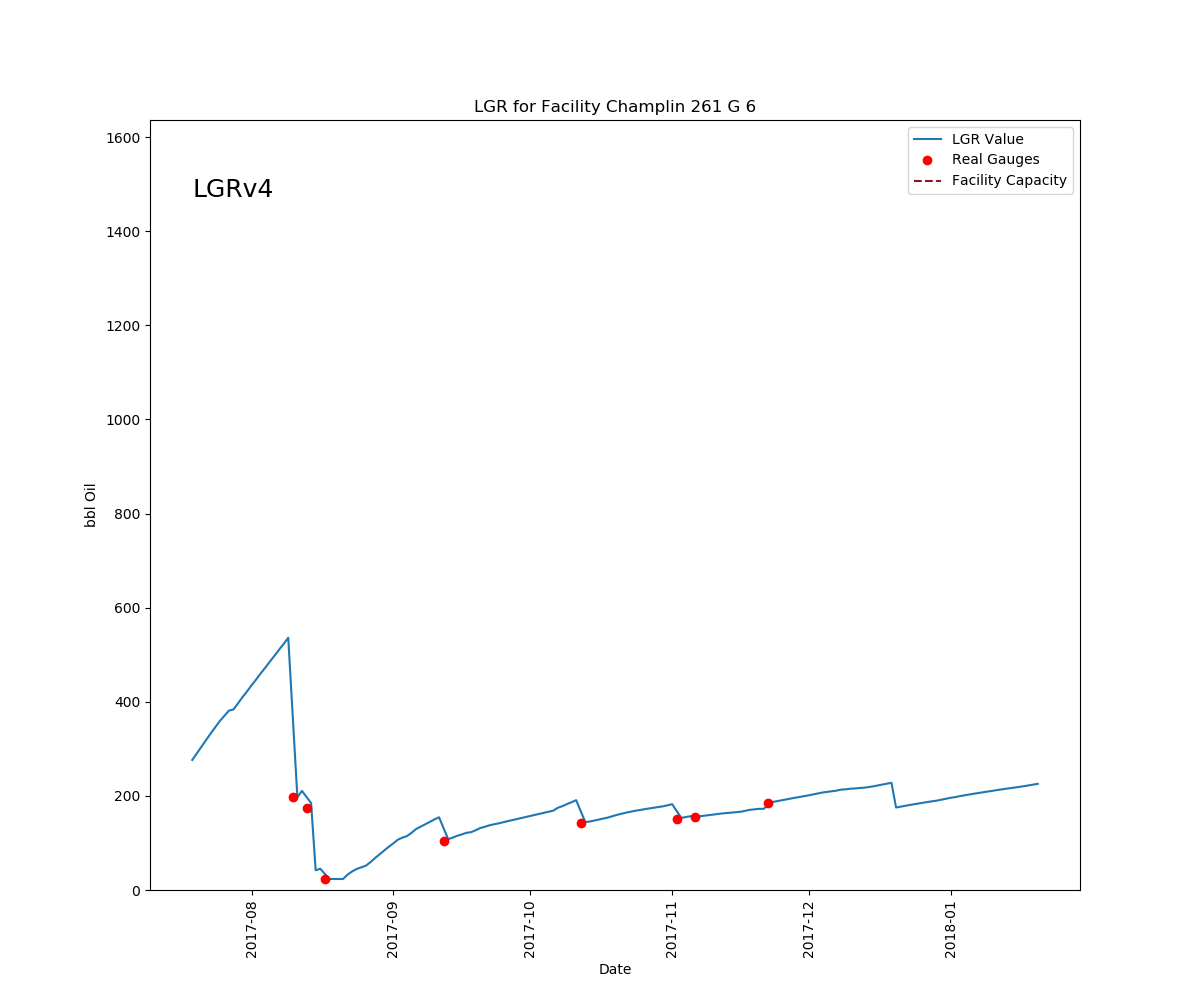 LGR for Facility Champlin 261 G 6
LGRv4
LGR Value
Real Gauges
Facility Capacity
bbl Oil
1600
1400
1200
1000
800
600
400
200
0
2017-08
2017-09
2017-10
2017-11
2017-12
2018-01
Date